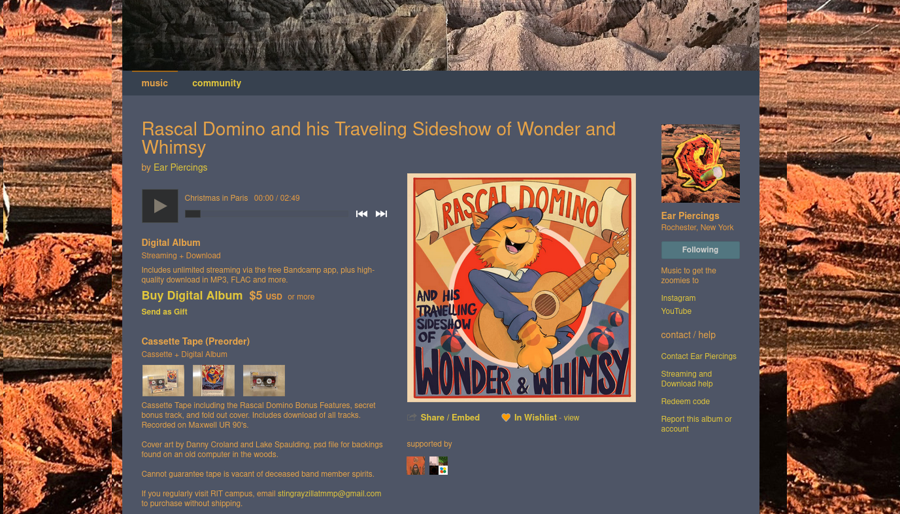 music
community
Rascal Domino and his Traveling Sideshow of Wonder and
Whimsy
by Ear Piercings
Christmas in Paris 00:00 / 02:49
Digital Album
Streaming + Download
Includes unlimited streaming via the free Bandcamp app, plus high-
quality download in MP3, FLAC and more.
Buy Digital Album $5 USD or more
Send as Gift
Cassette Tape (Preorder)
Cassette + Digital Album
Cassette Tape including the Rascal Domino Bonus Features, secret
bonus track, and fold out cover. Includes download of all tracks.
Recorded on Maxwell UR 90's.
Cover art by Danny Croland and Lake Spaulding, psd file for backings
found on an old computer in the woods.
Cannot guarantee tape is vacant of deceased band member spirits.
If you regularly visit RIT campus, email stingrayzillatmmp@gmail.com
to purchase without shipping.
RASCAL DOMINO
AND HIS
TRAVELLING
SIDESHOW
OF
WONDER & WHIMSY
Share / Embed
In Wishlist - view
supported by
Ear Piercings
Rochester, New York
Following
Music to get the
zoomies to
Instagram
YouTube
contact / help
Contact Ear Piercings
Streaming and
Download help
Redeem code
Report this album or
account